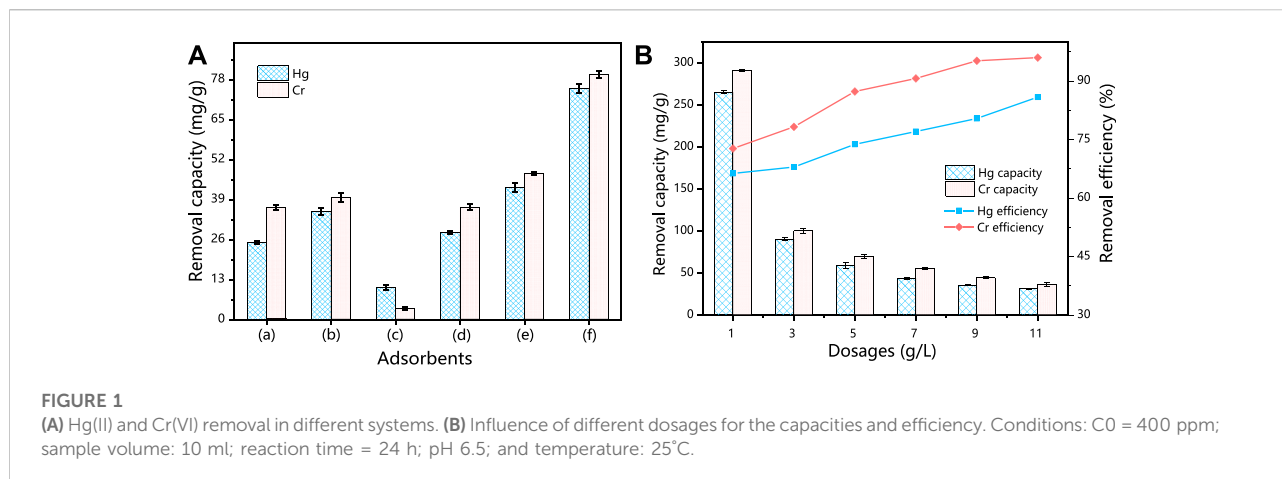 A
Hg
Cr
Removal capacity (mg/g)
78
65
52
39
26
13
0
(a) (b) (c) (d) (e) (f)
Adsorbents
B
Removal capacity (mg/g)
300
250
200
150
100
50
0
Hg capacity
Cr capacity
Hg efficiency
Cr efficiency
90
75
60
45
30
Removal efficiency (%)
1 3 5 7 9 11
Dosages (g/L)
FIGURE 1
(A) Hg(II) and Cr(VI) removal in different systems. (B) Influence of different dosages for the capacities and efficiency. Conditions: C0 = 400 ppm;
sample volume: 10 ml; reaction time = 24 h; pH 6.5; and temperature: 25°C.